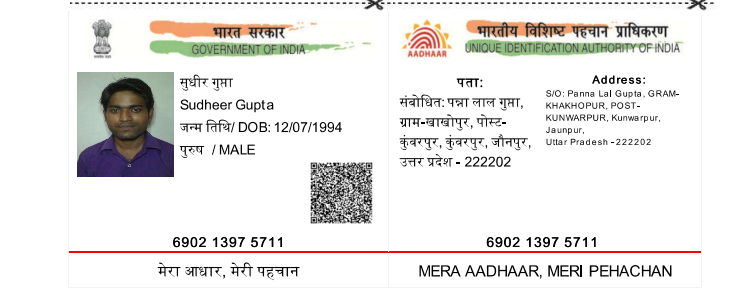 भारत सरकार
GOVERNMENT OF INDIA
सुधीर गुप्ता
Sudheer Gupta
जन्म तिथि/ DOB: 12/07/1994
पुरुष / MALE
6902 1397 5711
मेरा आधार, मेरी पहचान
भारतीय विशिष्ट पहचान प्राधिकरण
UNIQUE IDENTIFICATION AUTHORITY OF INDIA
AADHAAR
पता:
संबोधित: पन्ना लाल गुप्ता,
ग्राम-खाखोपुर, पोस्ट-
कुंवरपुर, कुंवरपुर, जौनपुर,
उत्तर प्रदेश - 222202
Address:
S/O: Panna Lal Gupta, GRAM-
KHAKHOPUR, POST-
KUNWARPUR, Kunwarpur,
Jaunpur,
Uttar Pradesh - 222202
6902 1397 5711
MERA AADHAAR, MERI PEHACHAN